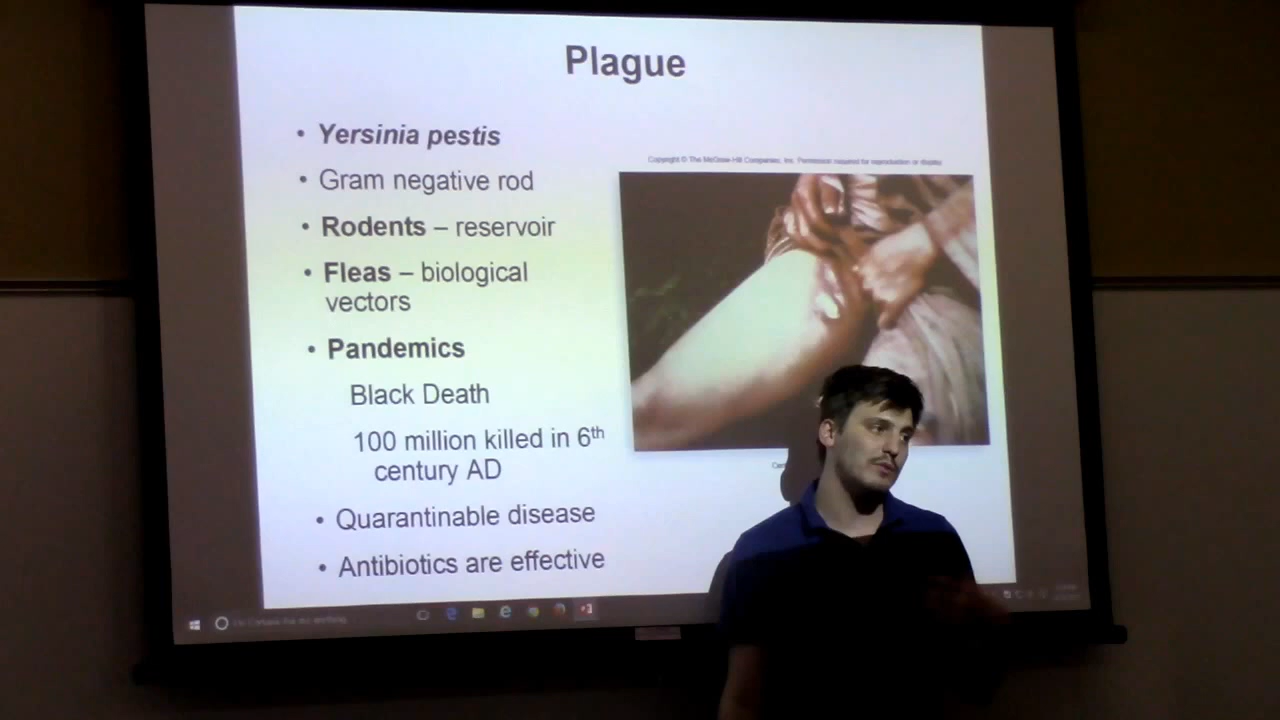 Plague
• Yersinia pestis
• Gram negative rod
• Rodents – reservoir
• Fleas – biological
vectors
• Pandemics
Black Death
100 million killed in 6th
century AD
• Quarantinable disease
• Antibiotics are effective
Copyright © The McGraw-Hill Companies, Inc. Permission required for reproduction or display.